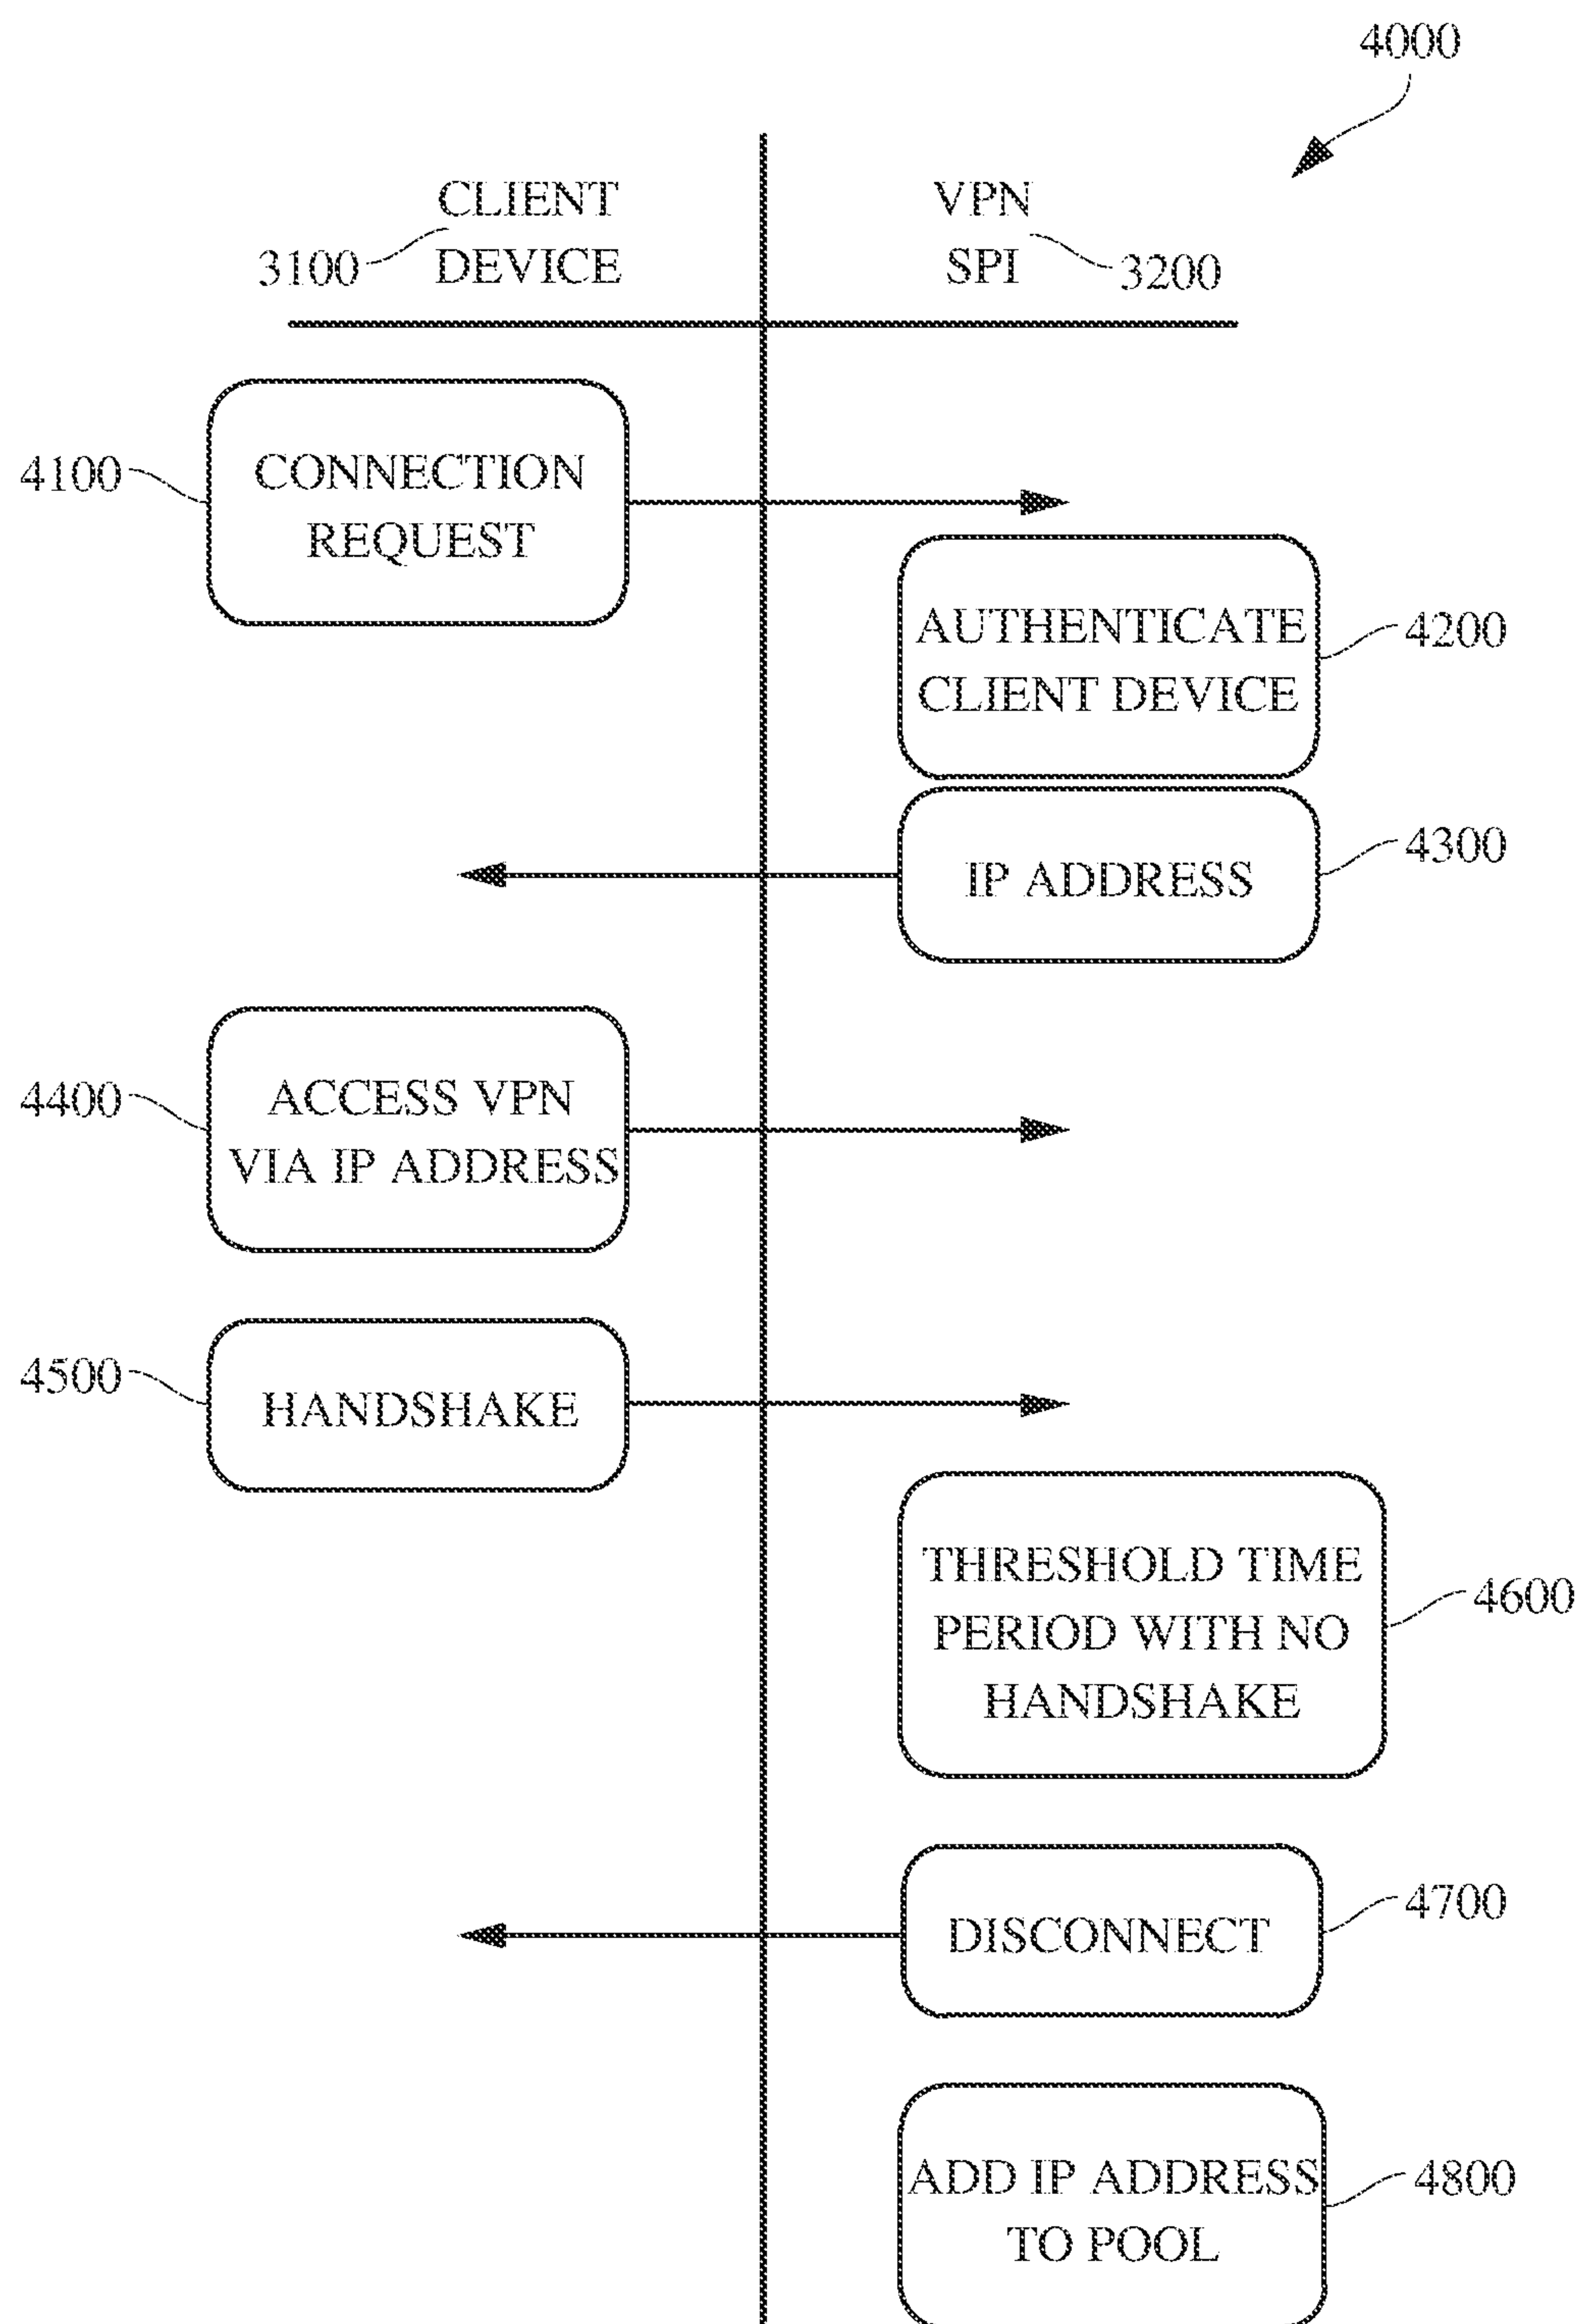 4000
CLIENT
DEVICE
3100
VPN
SPI
3200
4100
CONNECTION
REQUEST
AUTHENTICATE
CLIENT DEVICE
4200
IP ADDRESS
4300
4400
ACCESS VPN
VIA IP ADDRESS
4500
HANDSHAKE
THRESHOLD TIME
PERIOD WITH NO
HANDSHAKE
4600
DISCONNECT
4700
ADD IP ADDRESS
TO POOL
4800